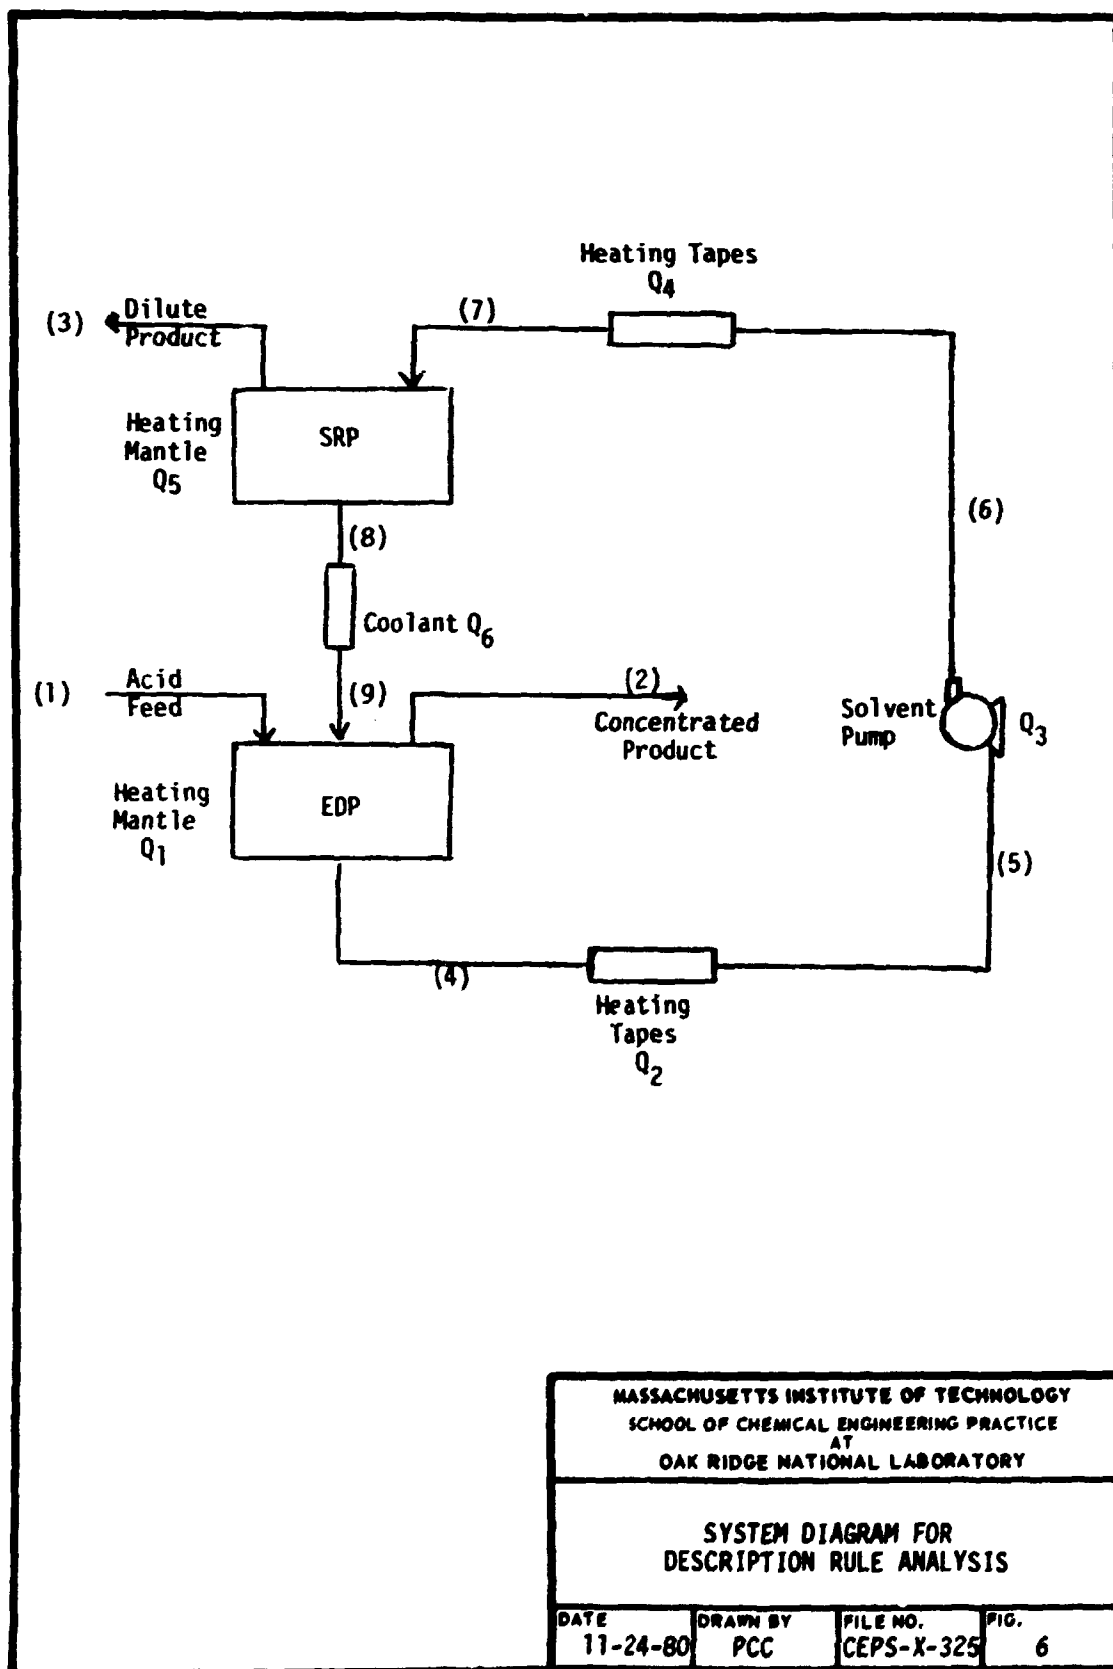 Heating Tapes
Q4
(3)
Dilute
Product
(7)
Heating
Mantle
Q5
SRP
(6)
(8)
Coolant Q6
(1)
Acid
Feed
(9)
(2)
Concentrated
Product
Solvent
Pump
Q3
Heating
Mantle
Q1
EDP
(5)
(4)
Heating
Tapes
Q2
MASSACHUSETTS INSTITUTE OF TECHNOLOGY
SCHOOL OF CHEMICAL ENGINEERING PRACTICE
AT
OAK RIDGE NATIONAL LABORATORY
SYSTEM DIAGRAM FOR
DESCRIPTION RULE ANALYSIS
DATE
11-24-80
DRAWN BY
PCC
FILE NO.
CEPS-X-325
FIG.
6